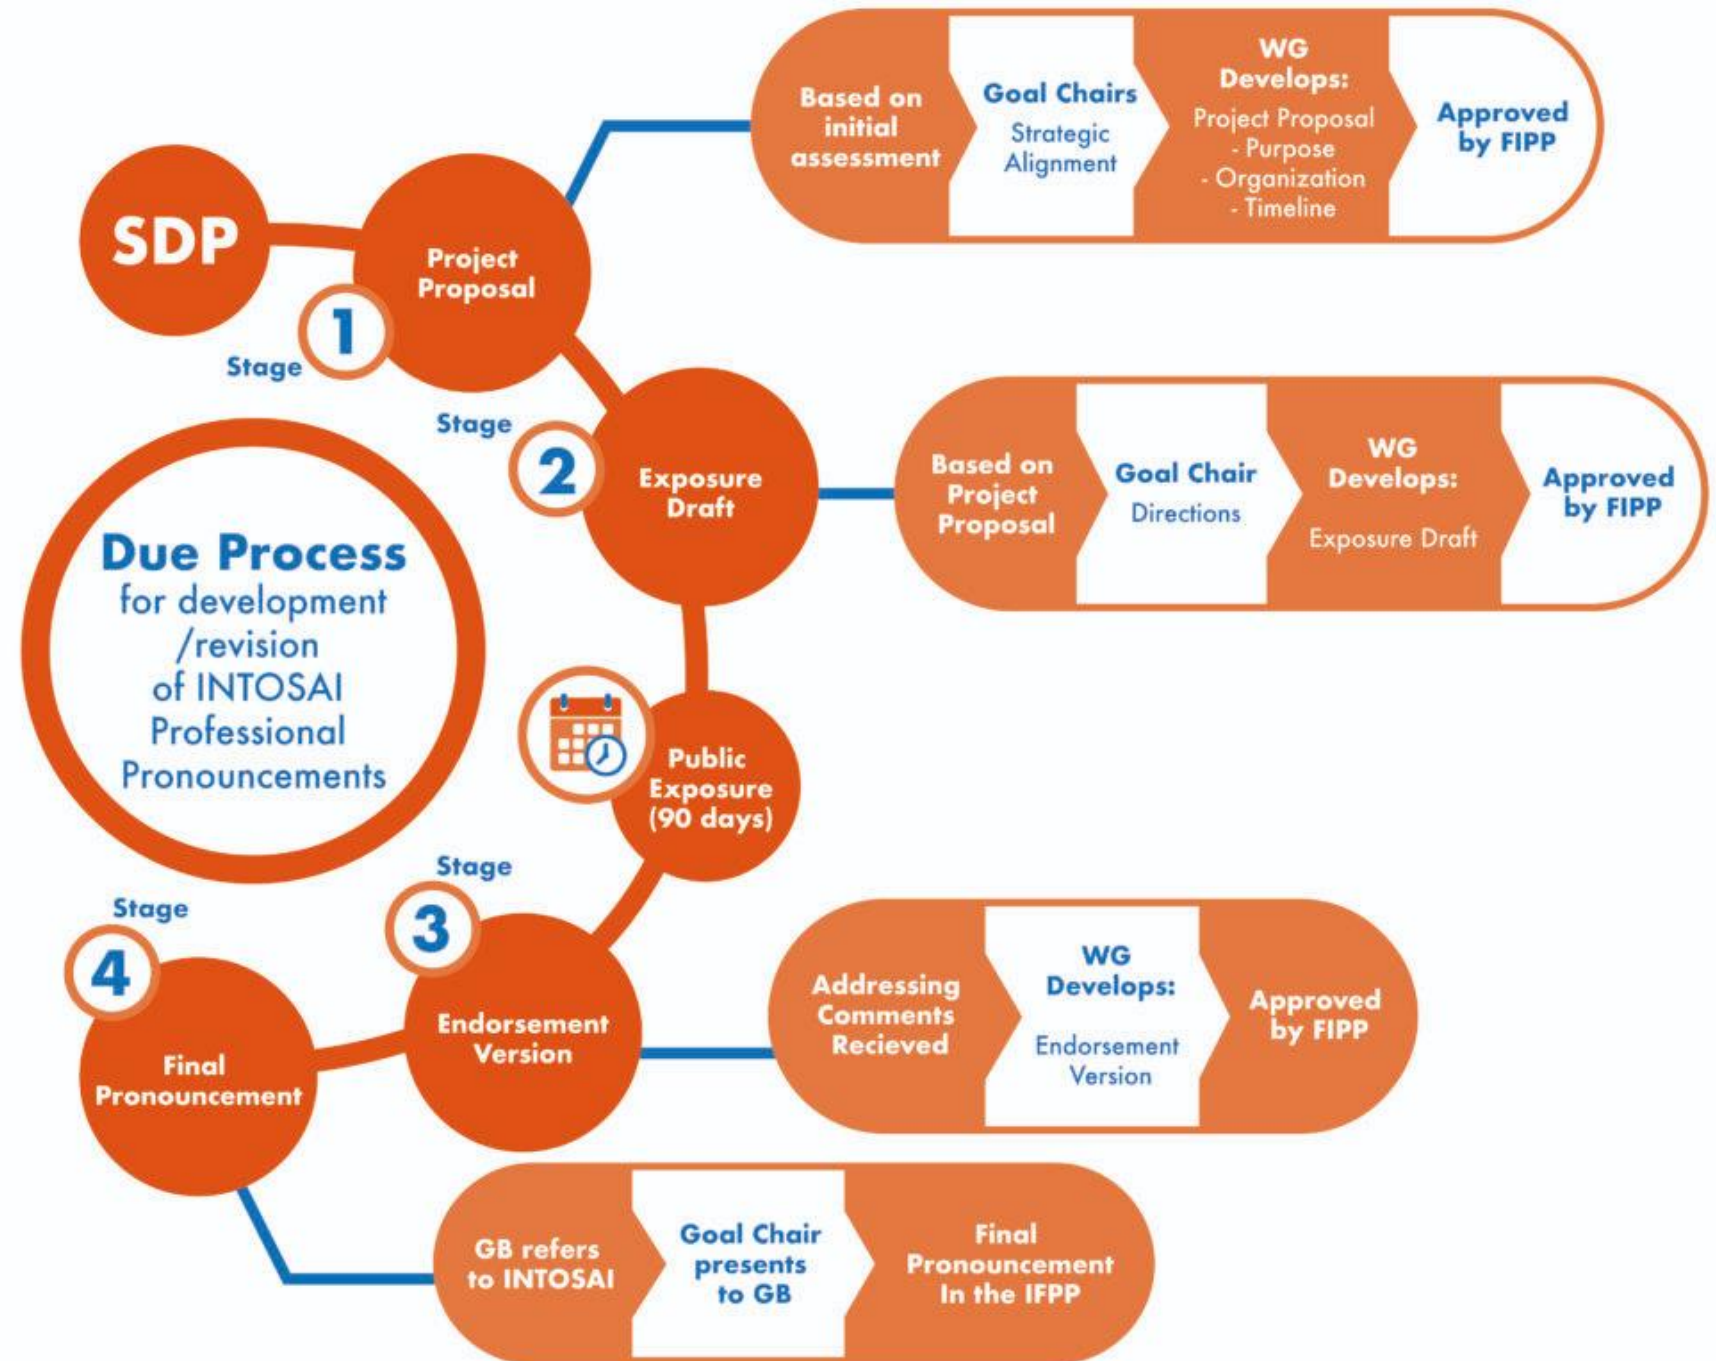 SDP
Project
Proposal
Stage
1
Based on
initial
assessment
Goal Chairs
Strategic
Alignment
WG
Develops:
Project Proposal
- Purpose
- Organization
- Timeline
Approved
by FIPP
Stage
2
Exposure
Draft
Based on
Project
Proposal
Goal Chair
Directions
WG
Develops:
Exposure Draft
Approved
by FIPP
Due Process
for development
/revision
of INTOSAI
Professional
Pronouncements
Public
Exposure
(90 days)
Stage
3
Endorsement
Version
Addressing
Comments
Recieved
WG
Develops:
Endorsement
Version
Approved
by FIPP
Stage
4
Final
Pronouncement
GB refers
to INTOSAI
Goal Chair
presents
to GB
Final
Pronouncement
In the IFPP